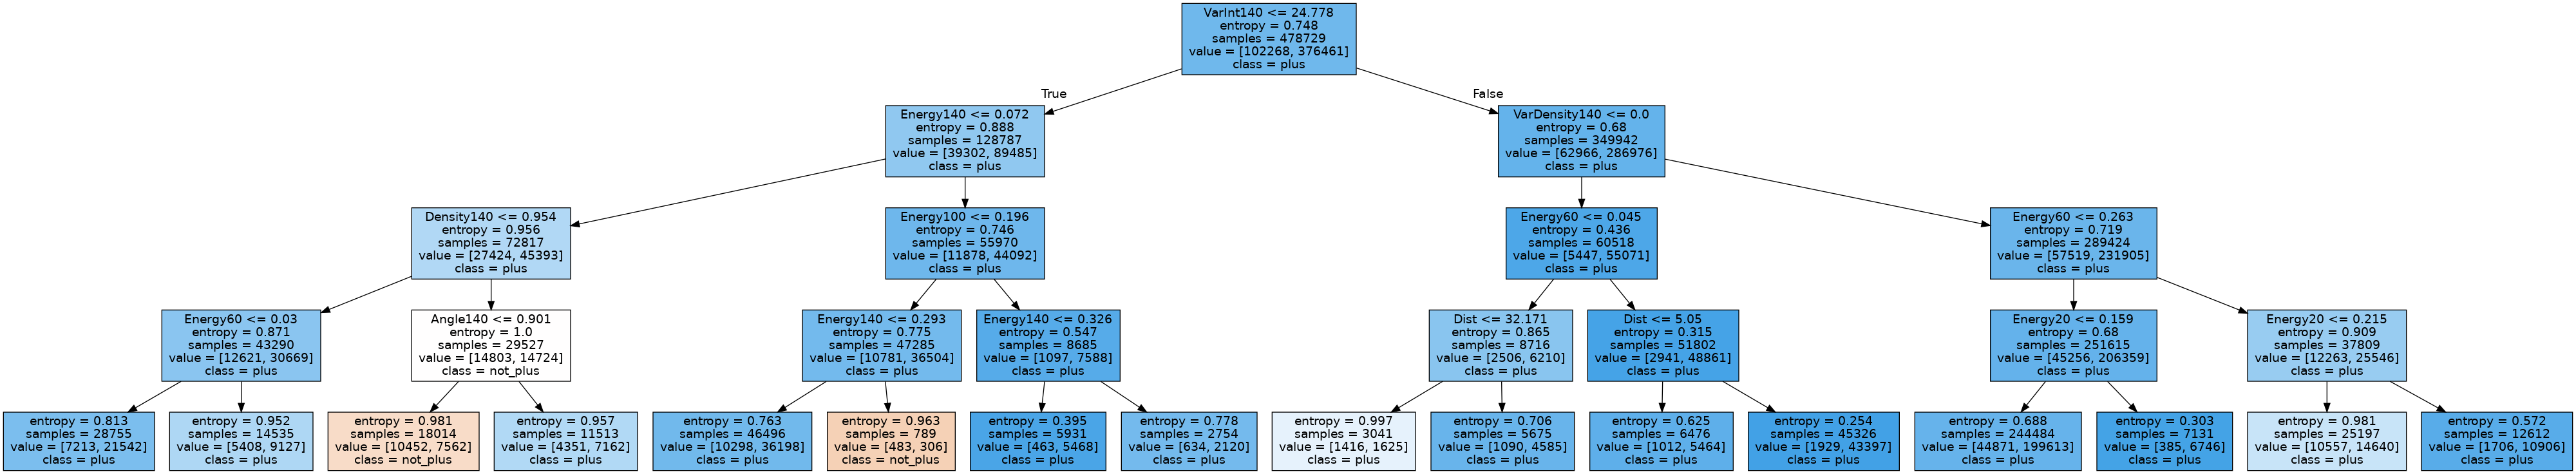 VarInt140 <= 24.778
entropy = 0.748
samples = 478729
value = [102268, 376461]
class = plus
True
False
Energy140 <= 0.072
entropy = 0.888
samples = 128787
value = [39302, 89485]
class = plus
VarDensity140 <= 0.0
entropy = 0.68
samples = 349942
value = [62966, 286976]
class = plus
Density140 <= 0.954
entropy = 0.956
samples = 72817
value = [27424, 45393]
class = plus
Energy100 <= 0.196
entropy = 0.746
samples = 55970
value = [11878, 44092]
class = plus
Energy60 <= 0.045
entropy = 0.436
samples = 60518
value = [5447, 55071]
class = plus
Energy60 <= 0.263
entropy = 0.719
samples = 289424
value = [57519, 231905]
class = plus
Energy60 <= 0.03
entropy = 0.871
samples = 43290
value = [12621, 30669]
class = plus
Angle140 <= 0.901
entropy = 1.0
samples = 29527
value = [14803, 14724]
class = not_plus
Energy140 <= 0.293
entropy = 0.775
samples = 47285
value = [10781, 36504]
class = plus
Energy140 <= 0.326
entropy = 0.547
samples = 8685
value = [1097, 7588]
class = plus
Dist <= 32.171
entropy = 0.865
samples = 8716
value = [2506, 6210]
class = plus
Dist <= 5.05
entropy = 0.315
samples = 51802
value = [2941, 48861]
class = plus
Energy20 <= 0.159
entropy = 0.68
samples = 251615
value = [45256, 206359]
class = plus
Energy20 <= 0.215
entropy = 0.909
samples = 37809
value = [12263, 25546]
class = plus
entropy = 0.813
samples = 28755
value = [7213, 21542]
class = plus
entropy = 0.952
samples = 14535
value = [5408, 9127]
class = plus
entropy = 0.981
samples = 18014
value = [10452, 7562]
class = not_plus
entropy = 0.957
samples = 11513
value = [4351, 7162]
class = plus
entropy = 0.763
samples = 46496
value = [10298, 36198]
class = plus
entropy = 0.963
samples = 789
value = [483, 306]
class = not_plus
entropy = 0.395
samples = 5931
value = [463, 5468]
class = plus
entropy = 0.778
samples = 2754
value = [634, 2120]
class = plus
entropy = 0.997
samples = 3041
value = [1416, 1625]
class = plus
entropy = 0.706
samples = 5675
value = [1090, 4585]
class = plus
entropy = 0.625
samples = 6476
value = [1012, 5464]
class = plus
entropy = 0.254
samples = 45326
value = [1929, 43397]
class = plus
entropy = 0.688
samples = 244484
value = [44871, 199613]
class = plus
entropy = 0.303
samples = 7131
value = [385, 6746]
class = plus
entropy = 0.981
samples = 25197
value = [10557, 14640]
class = plus
entropy = 0.572
samples = 12612
value = [1706, 10906]
class = plus